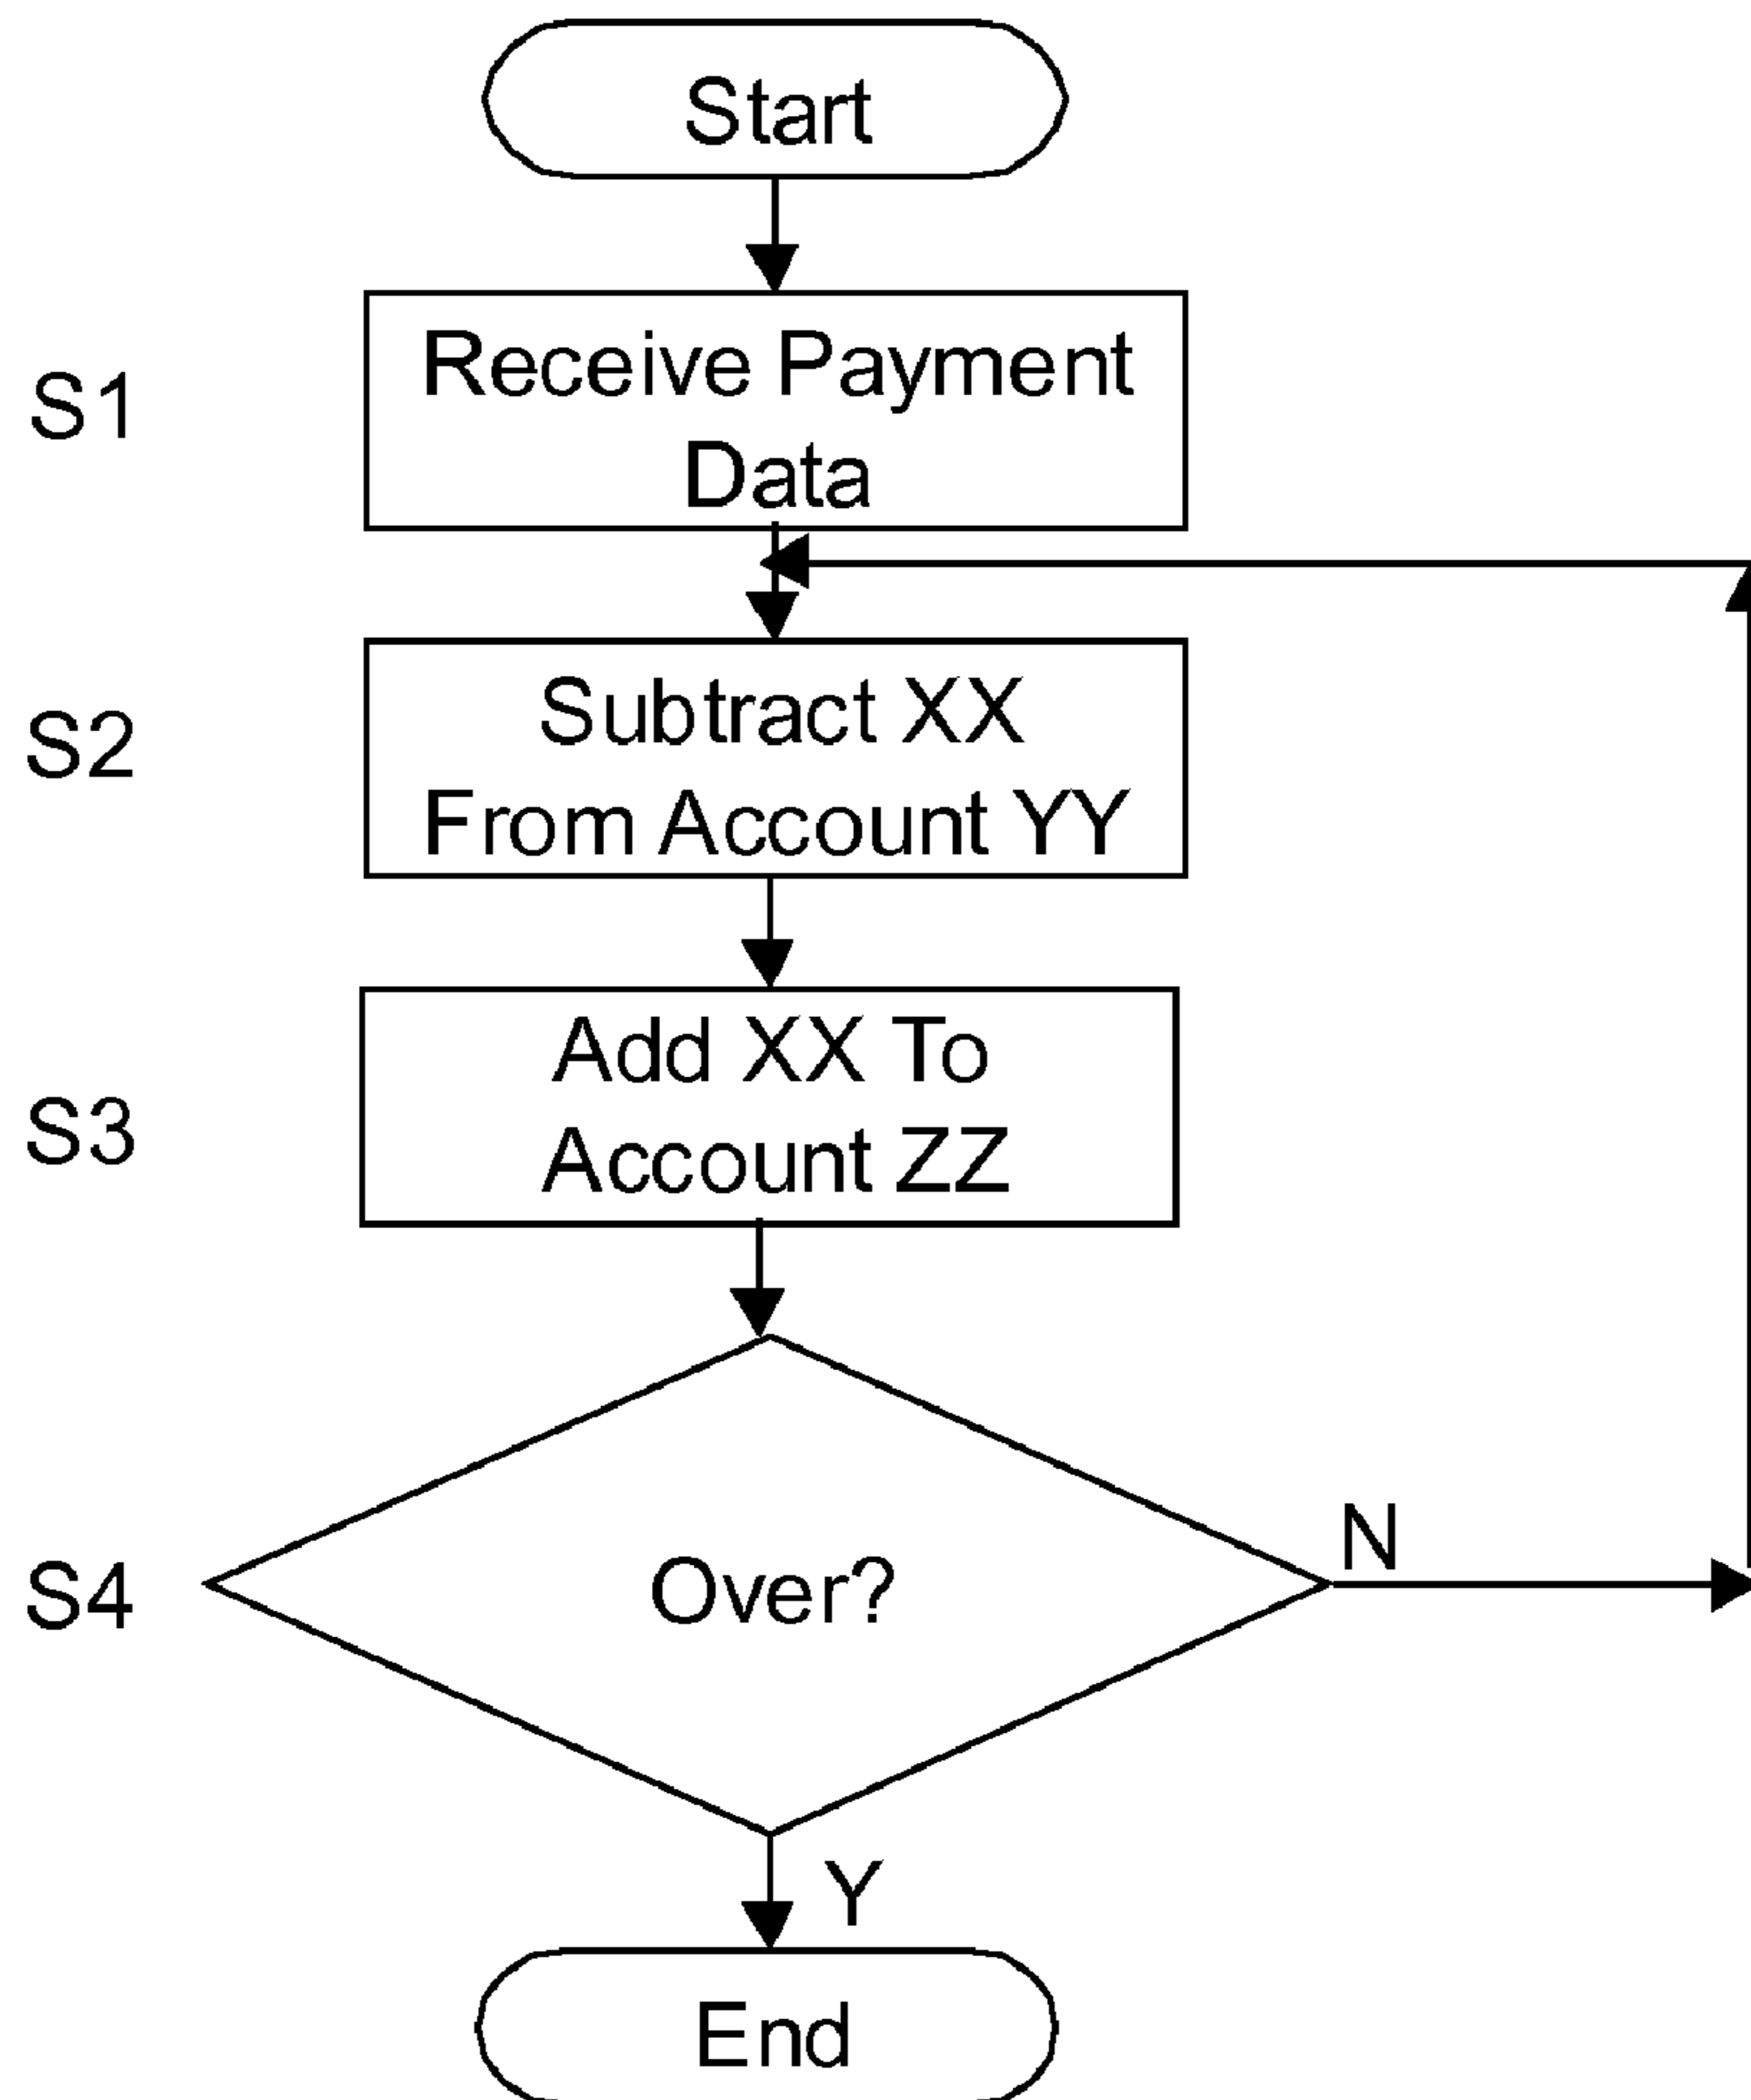 Start
S1
Receive Payment
Data
S2
Subtract XX
From Account YY
S3
Add XX To
Account ZZ
S4
Over?
N
Y
End